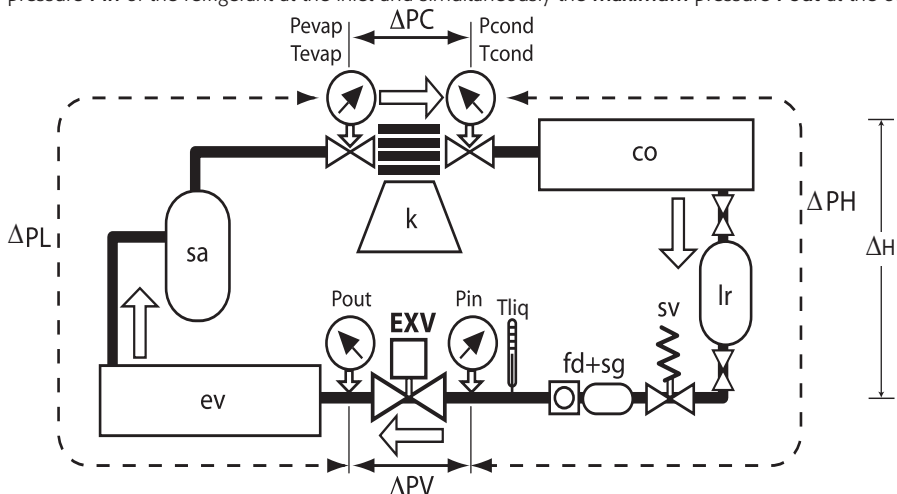 pressure Pin of the refrigerant at the inlet and simultaneously the maximum pressure Pout at the o
Pevap ΔPC Pcond
Tevap Tcond
co
k
ΔPL
sa
ΔPH
ΔH
lr
Pout EXV Pin Tliq
sv
fd+sg
ev
ΔPV